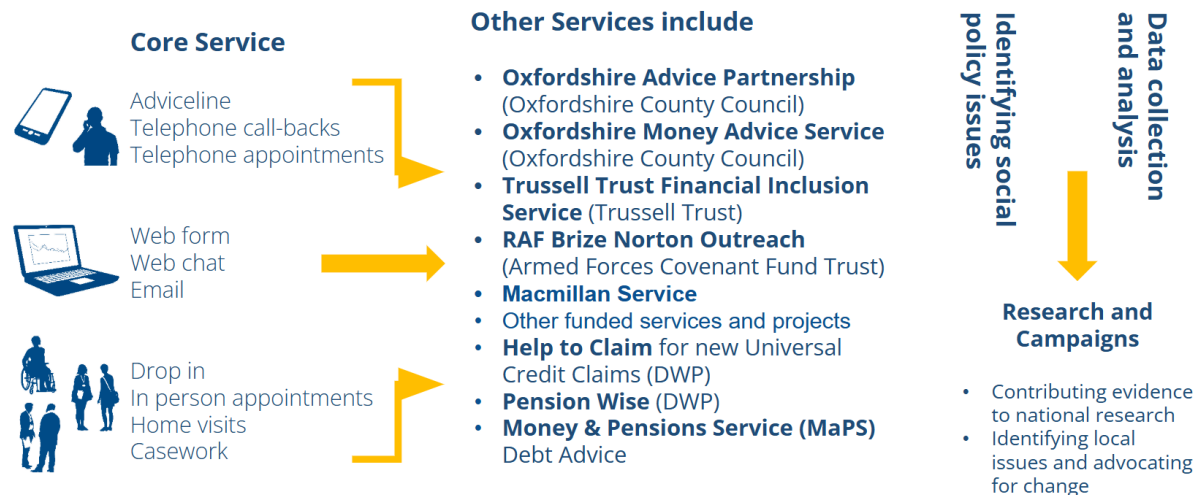 Core Service
Adviceline
Telephone call-backs
Telephone appointments
Web form
Web chat
Email
Drop in
In person appointments
Home visits
Casework
Other Services include
• Oxfordshire Advice Partnership
(Oxfordshire County Council)
• Oxfordshire Money Advice Service
(Oxfordshire County Council)
• Trussell Trust Financial Inclusion
Service (Trussell Trust)
• RAF Brize Norton Outreach
(Armed Forces Covenant Fund Trust)
• Macmillan Service
• Other funded services and projects
• Help to Claim for new Universal
Credit Claims (DWP)
• Pension Wise (DWP)
• Money & Pensions Service (MaPS)
Debt Advice
Identifying social
policy issues
Data collection
and analysis
Research and
Campaigns
• Contributing evidence
to national research
• Identifying local
issues and advocating
for change